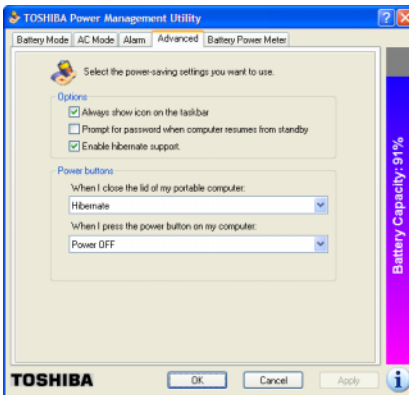 TOSHIBA Power Management Utility
Battery Mode AC Mode Alarm Advanced Battery Power Meter
Select the power-saving settings you want to use.
Options
Always show icon on the taskbar
Prompt for password when computer resumes from standby
Enable hibernate support.
Power buttons
When I close the lid of my portable computer:
Hibernate
When I press the power button on my computer:
Power OFF
Battery Capacity: 91%
TOSHIBA
OK Cancel Apply